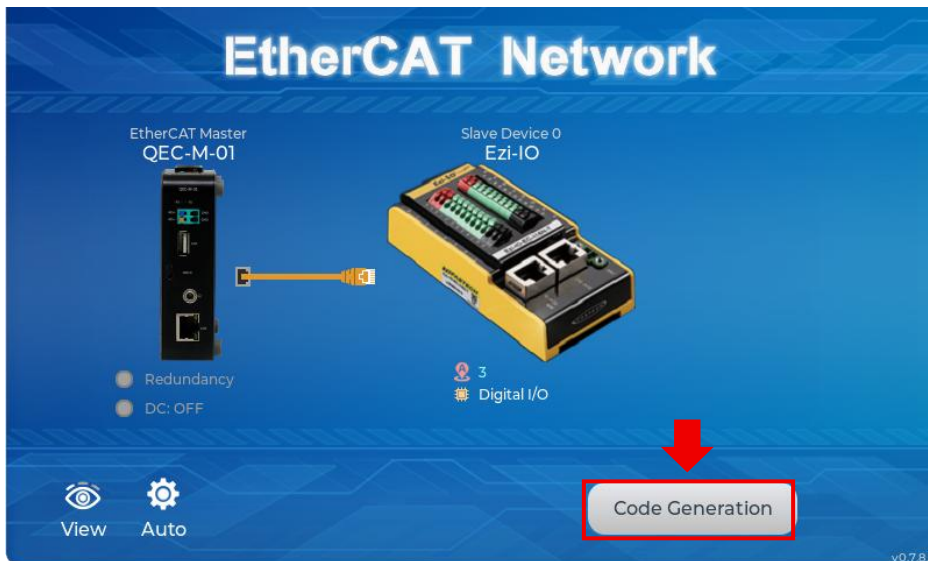 EtherCAT Network
EtherCAT Master
QEC-M-01
Slave Device 0
Ezi-IO
Redundancy
DC: OFF
3
Digital I/O
View
Auto
Code Generation
v0.7.8